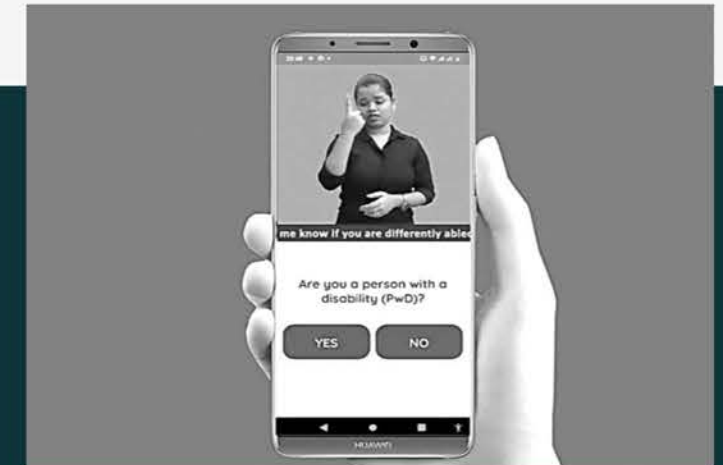 me know if you are differently abled
Are you a person with a
disability (PwD)?
YES
NO
HUAWEI